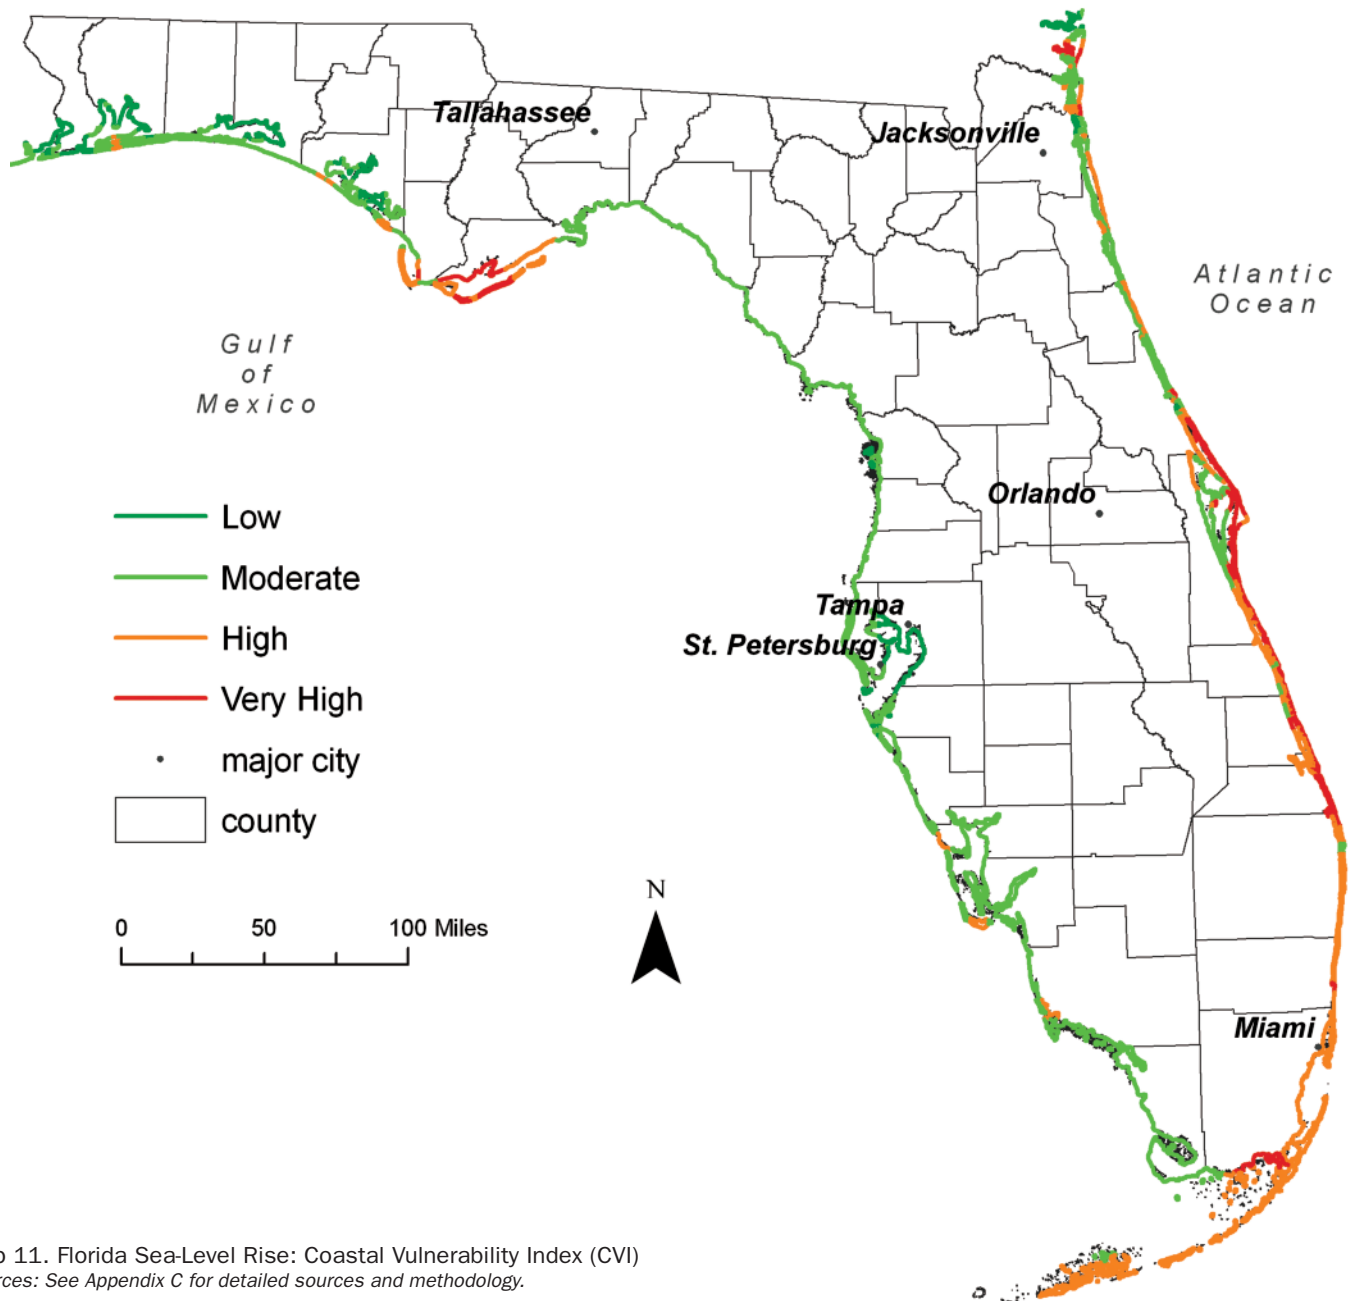 Tallahassee
Jacksonville
Atlantic
Ocean
Gulf
of
Mexico
Orlando
Low
Moderate
High
Very High
major city
county
Tampa
St. Petersburg
N
0 50 100 Miles
Miami
11. Florida Sea-Level Rise: Coastal Vulnerability Index (CVI)
See Appendix C for detailed sources and methodology.